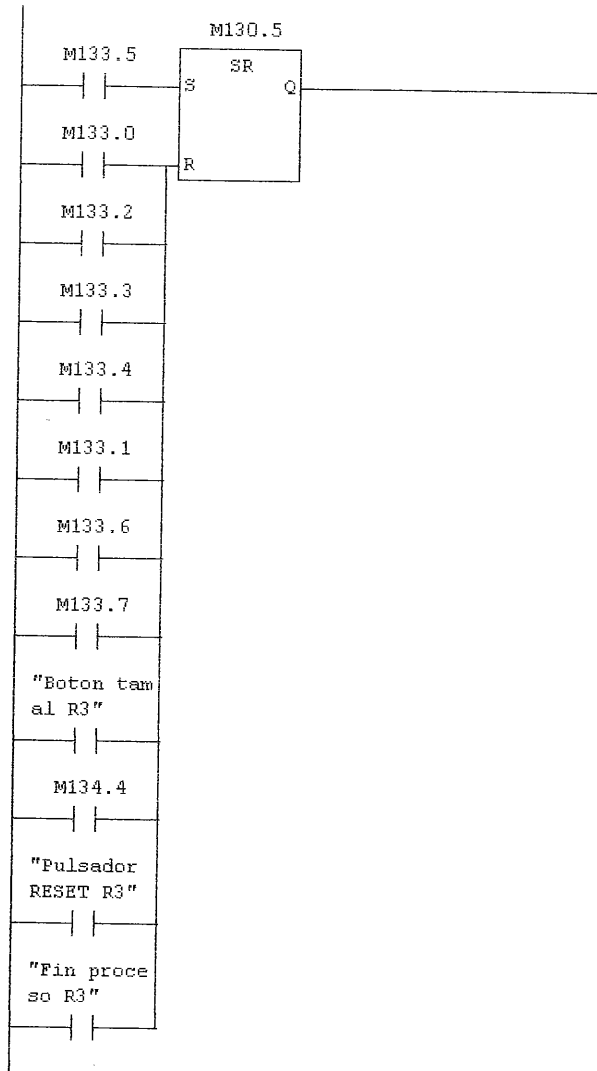 M130.5
M133.5
SR
S
Q
M133.0
R
M133.2
M133.3
M133.4
M133.1
M133.6
M133.7
"Boton tam
al R3"
M134.4
"Pulsador
RESET R3"
"Fin proce
so R3"